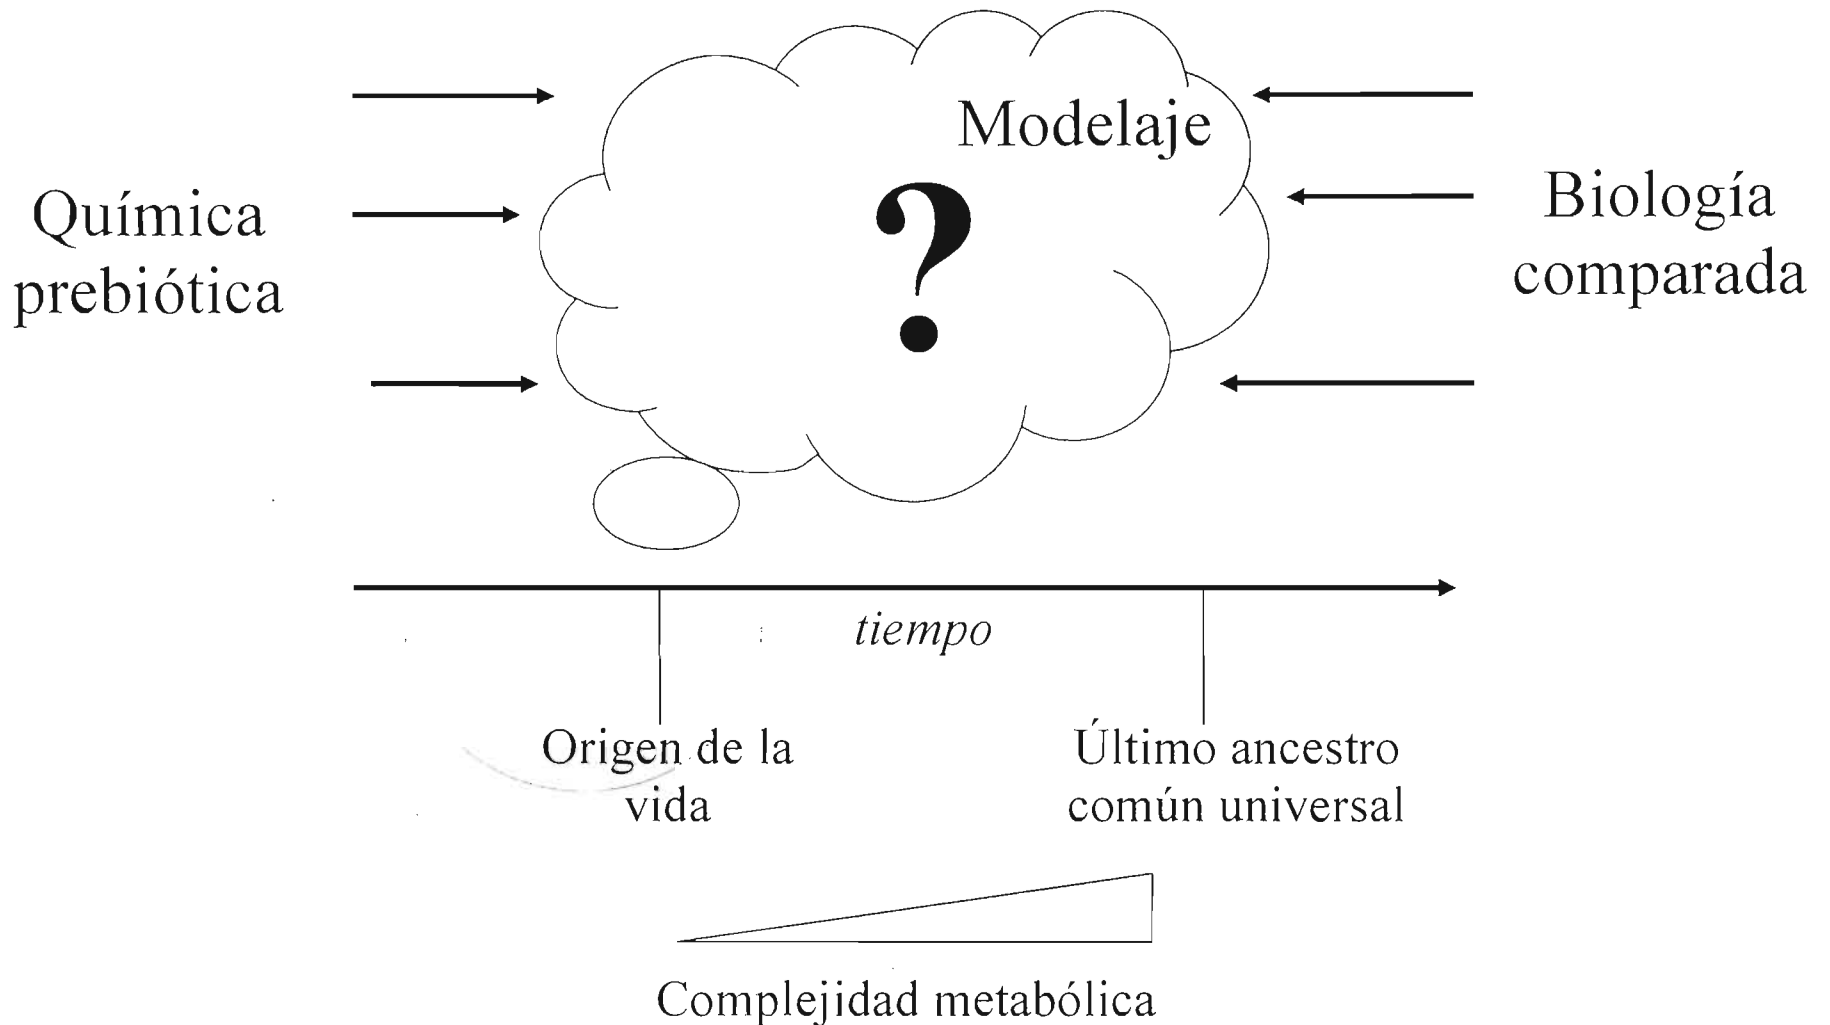 Modelaje
Química
prebiótica
?
Biología
comparada
tiempo
Origen de la
vida
Último ancestro
común universal
Complejidad metabólica